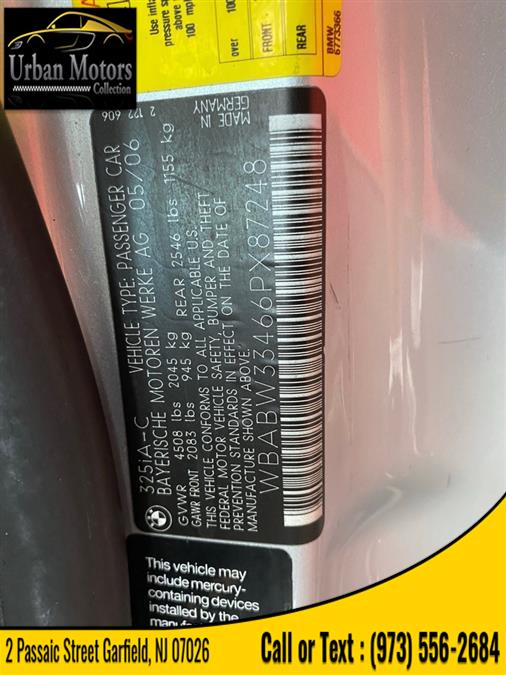 Urban Motors
Collection
Use
pressure sp
above
100 mph
over
100
FRONT
REAR
BMW
6773366
325iA-C
VEHICLE TYPE: PASSENGER CAR
2 122 606
BAYERISCHE MOTOREN WERKE AG 05/06
GVWR 4508 lbs 2045 kg
REAR 2546 lbs 1155 kg
GAWR FRONT 2083 lbs 945 kg
THIS VEHICLE CONFORMS TO ALL APPLICABLE U.S.
FEDERAL MOTOR VEHICLE SAFETY, BUMPER AND THEFT
PREVENTION STANDARDS IN EFFECT ON THE DATE OF
MANUFACTURE SHOWN ABOVE.
MADE IN
GERMANY
WBABW33466PX87248
This vehicle may
include mercury-
containing devices
installed by the
2 Passaic Street Garfield, NJ 07026
Call or Text : (973) 556-2684